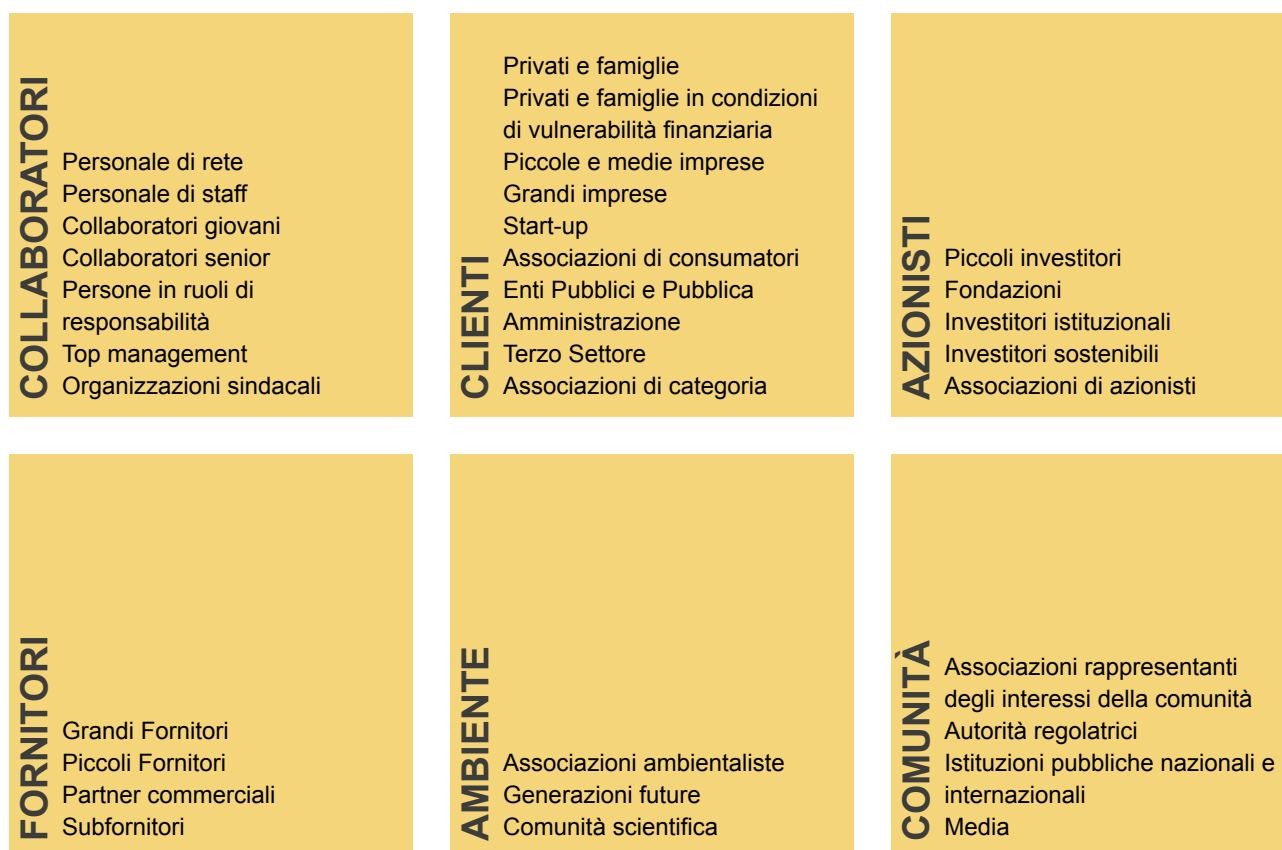 COLLABORATORI
Personale di rete
Personale di staff
Collaboratori giovani
Collaboratori senior
Persone in ruoli di
responsabilità
Top management
Organizzazioni sindacali
CLIENTI
Privati e famiglie
Privati e famiglie in condizioni
di vulnerabilità finanziaria
Piccole e medie imprese
Grandi imprese
Start-up
Associazioni di consumatori
Enti Pubblici e Pubblica
Amministrazione
Terzo Settore
Associazioni di categoria
AZIONISTI
Piccoli investitori
Fondazioni
Investitori istituzionali
Investitori sostenibili
Associazioni di azionisti
FORNITORI
Grandi Fornitori
Piccoli Fornitori
Partner commerciali
Subfornitori
AMBIENTE
Associazioni ambientaliste
Generazioni future
Comunità scientifica
COMUNITÀ
Associazioni rappresentanti
degli interessi della comunità
Autorità regolatrici
Istituzioni pubbliche nazionali e
internazionali
Media